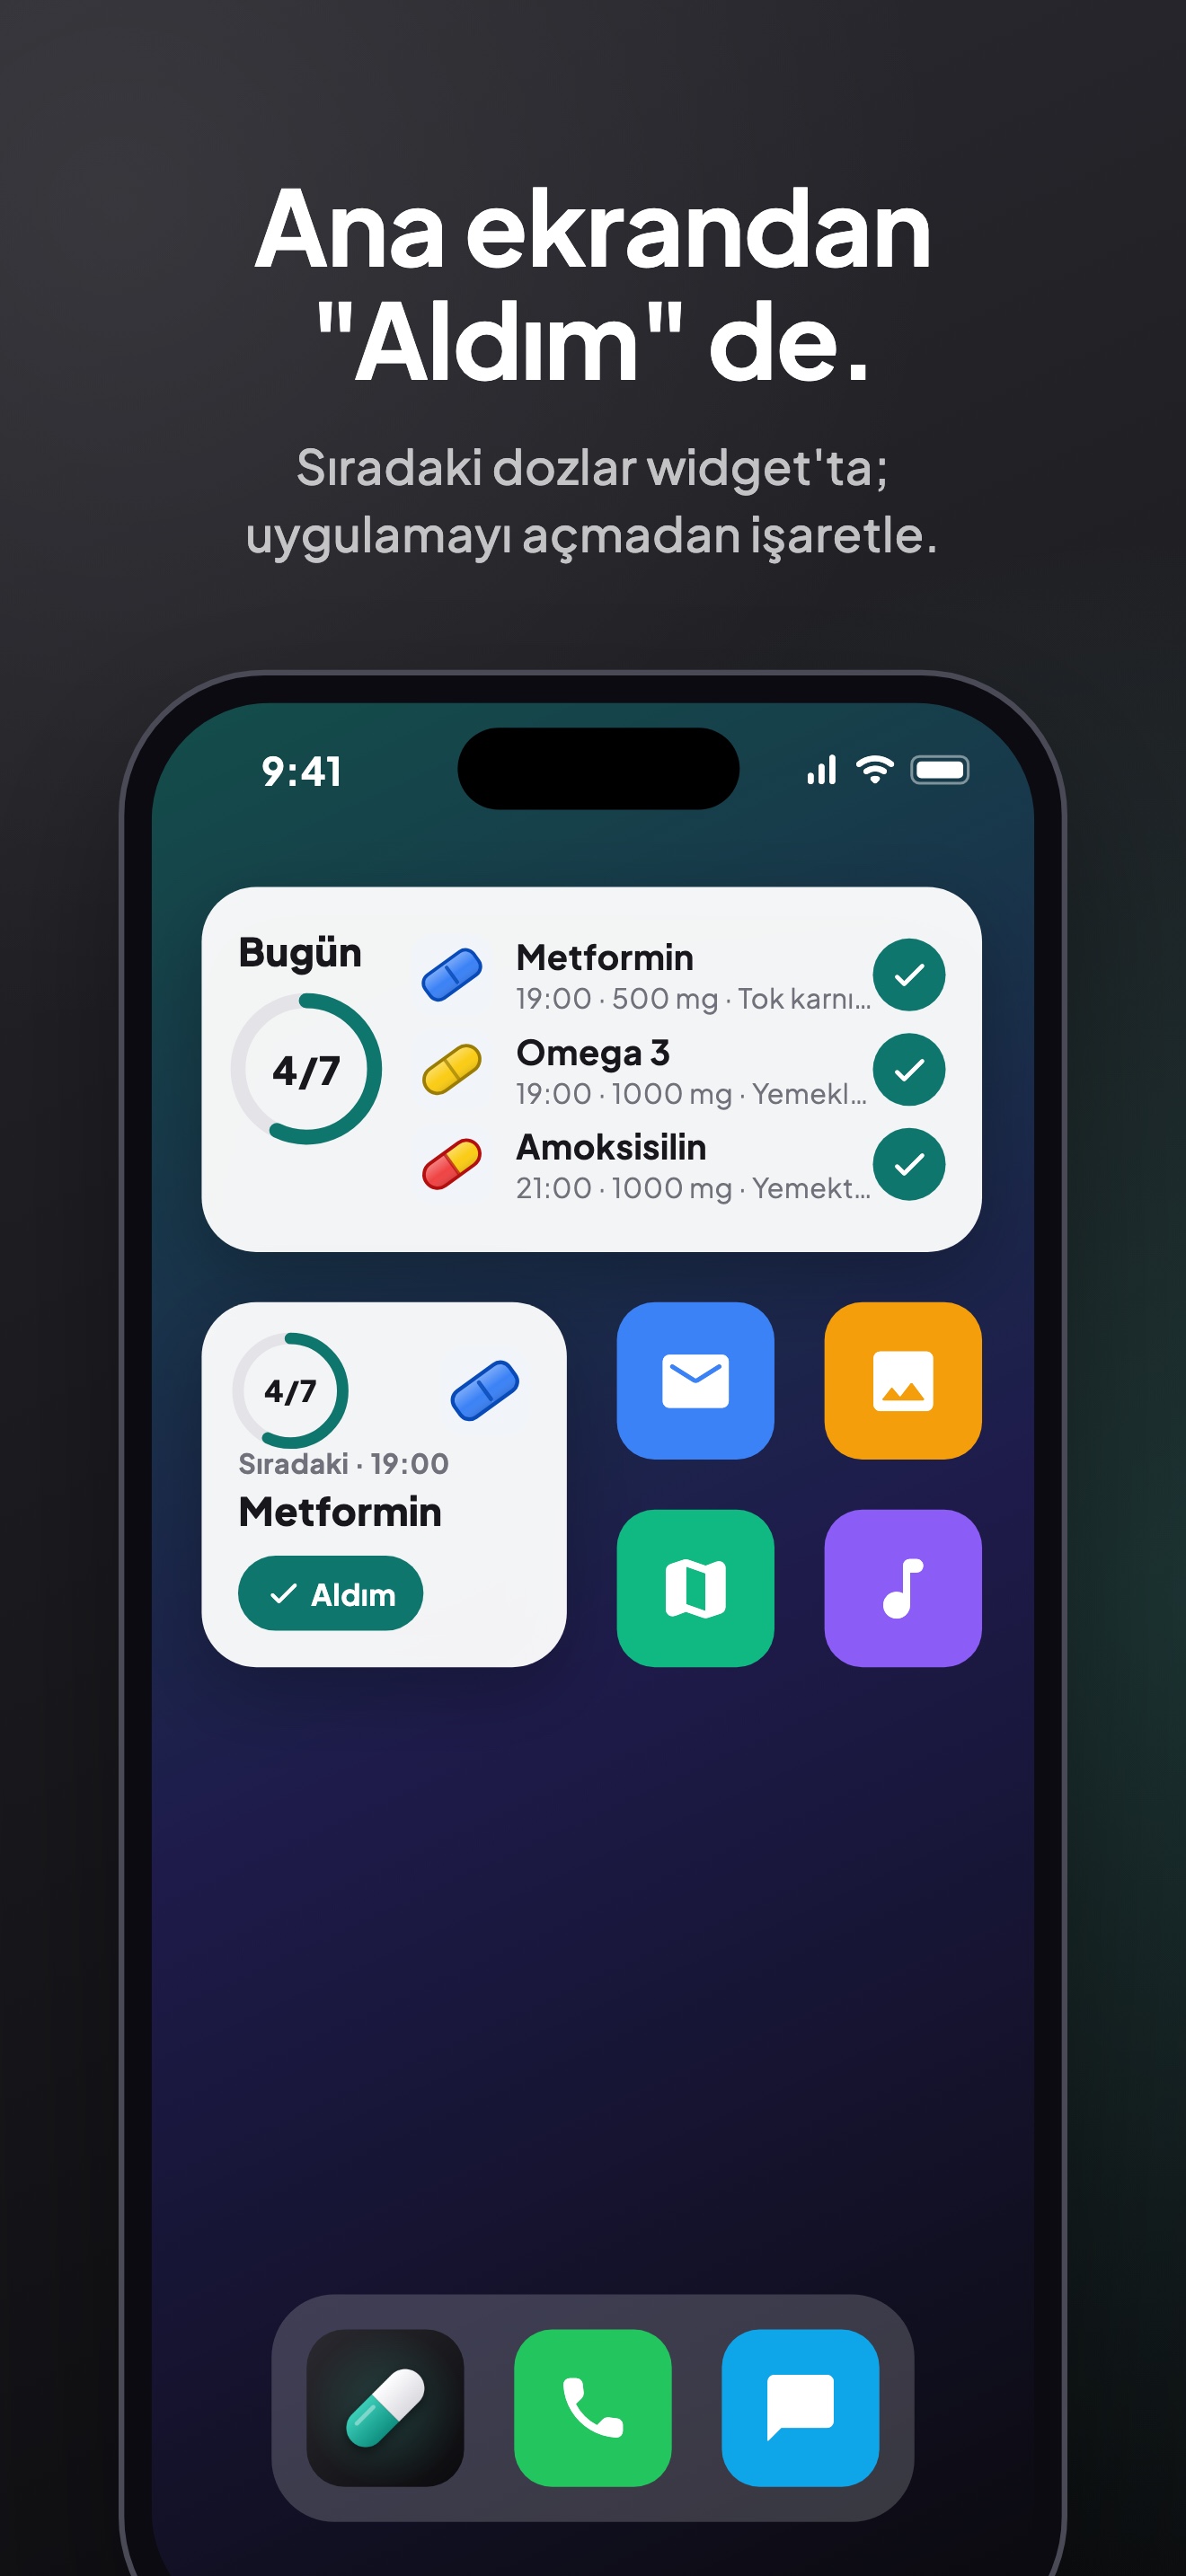 Ana ekrandan
"Aldım" de.
Sıradaki dozlar widget'ta;
uygulamayı açmadan işaretle.
9:41
Bugün
4/7
Metformin
19:00 · 500 mg · Tok karnı...
Omega 3
19:00 · 1000 mg · Yemekl...
Amoksisilin
21:00 · 1000 mg · Yemekt...
4/7
Sıradaki · 19:00
Metformin
Aldım